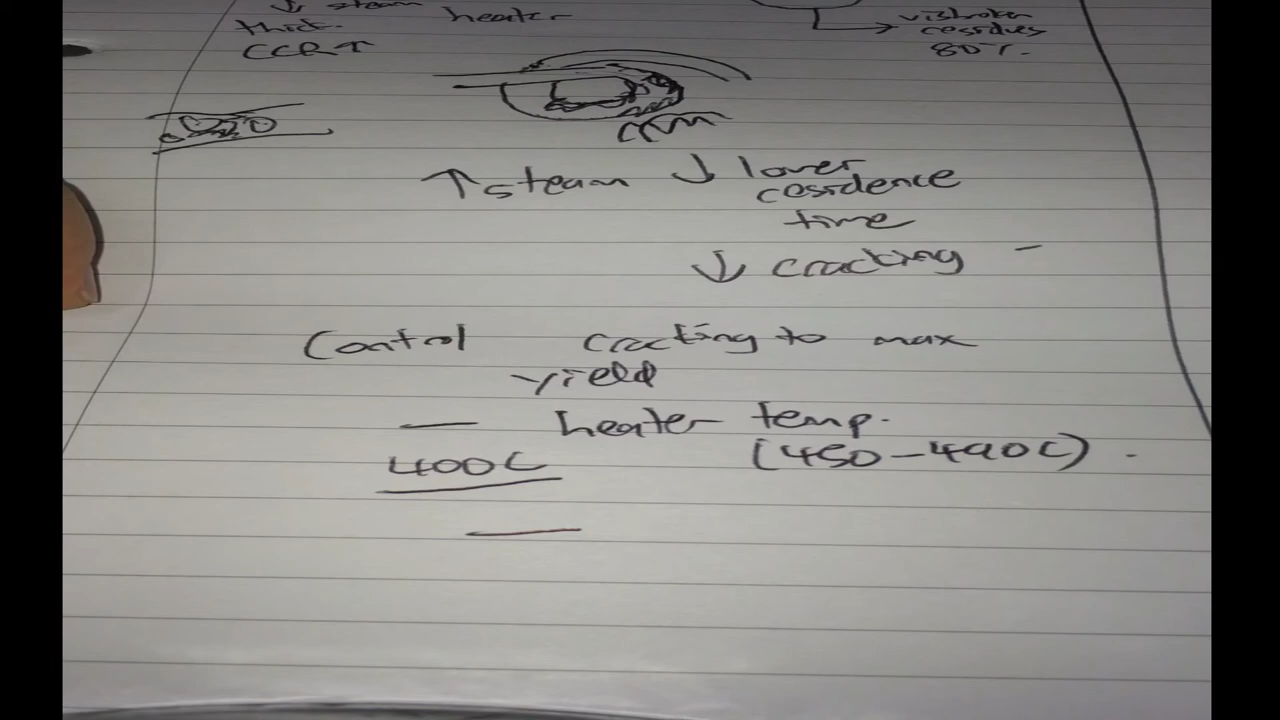 ↓ steam heater
thick.
CCR↑
visbroken
residues
80%.
↑ steam ↓ lower
residence
time
↓ cracking -
Control cracking to max
yield
— heater temp.
400C (450-490C).